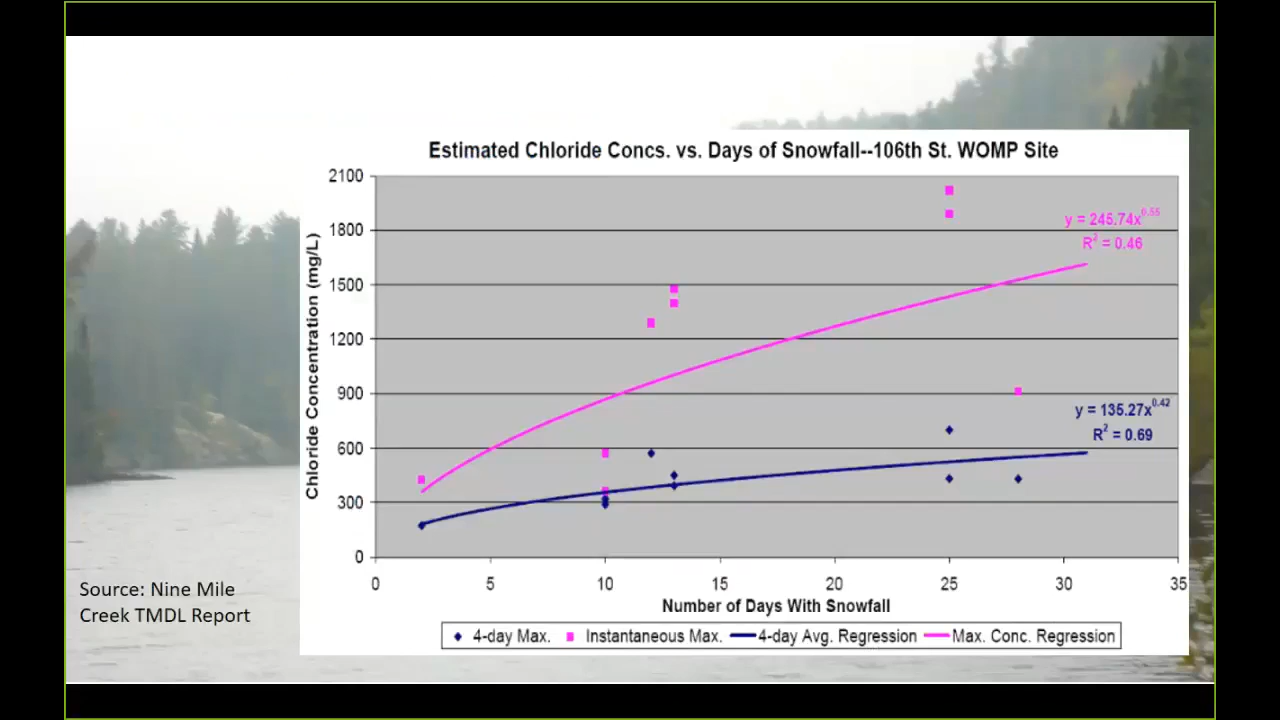 Estimated Chloride Concs. vs. Days of Snowfall--106th St. WOMP Site
Chloride Concentration (mg/L)
2100
1800
1500
1200
900
600
300
0
y = 245.74x^0.55
R^2 = 0.46
y = 135.27x^0.42
R^2 = 0.69
0 5 10 15 20 25 30 35
Number of Days With Snowfall
4-day Max. Instantaneous Max. 4-day Avg. Regression Max. Conc. Regression
Source: Nine Mile
Creek TMDL Report